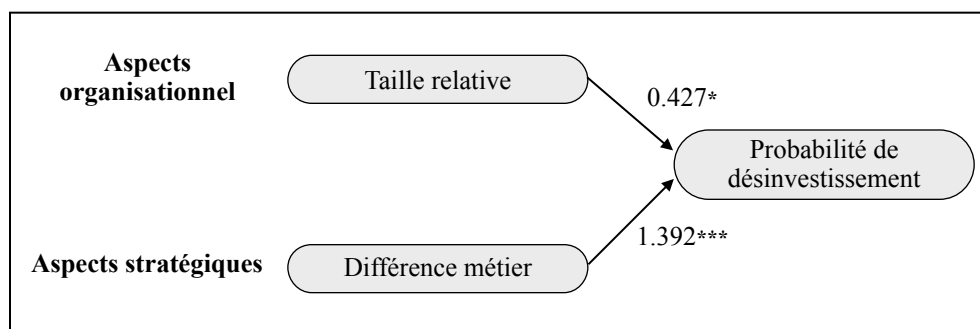 Aspects
organisationnel
Taille relative
0.427*
Probabilité de
désinvestissement
1.392***
Aspects stratégiques
Différence métier